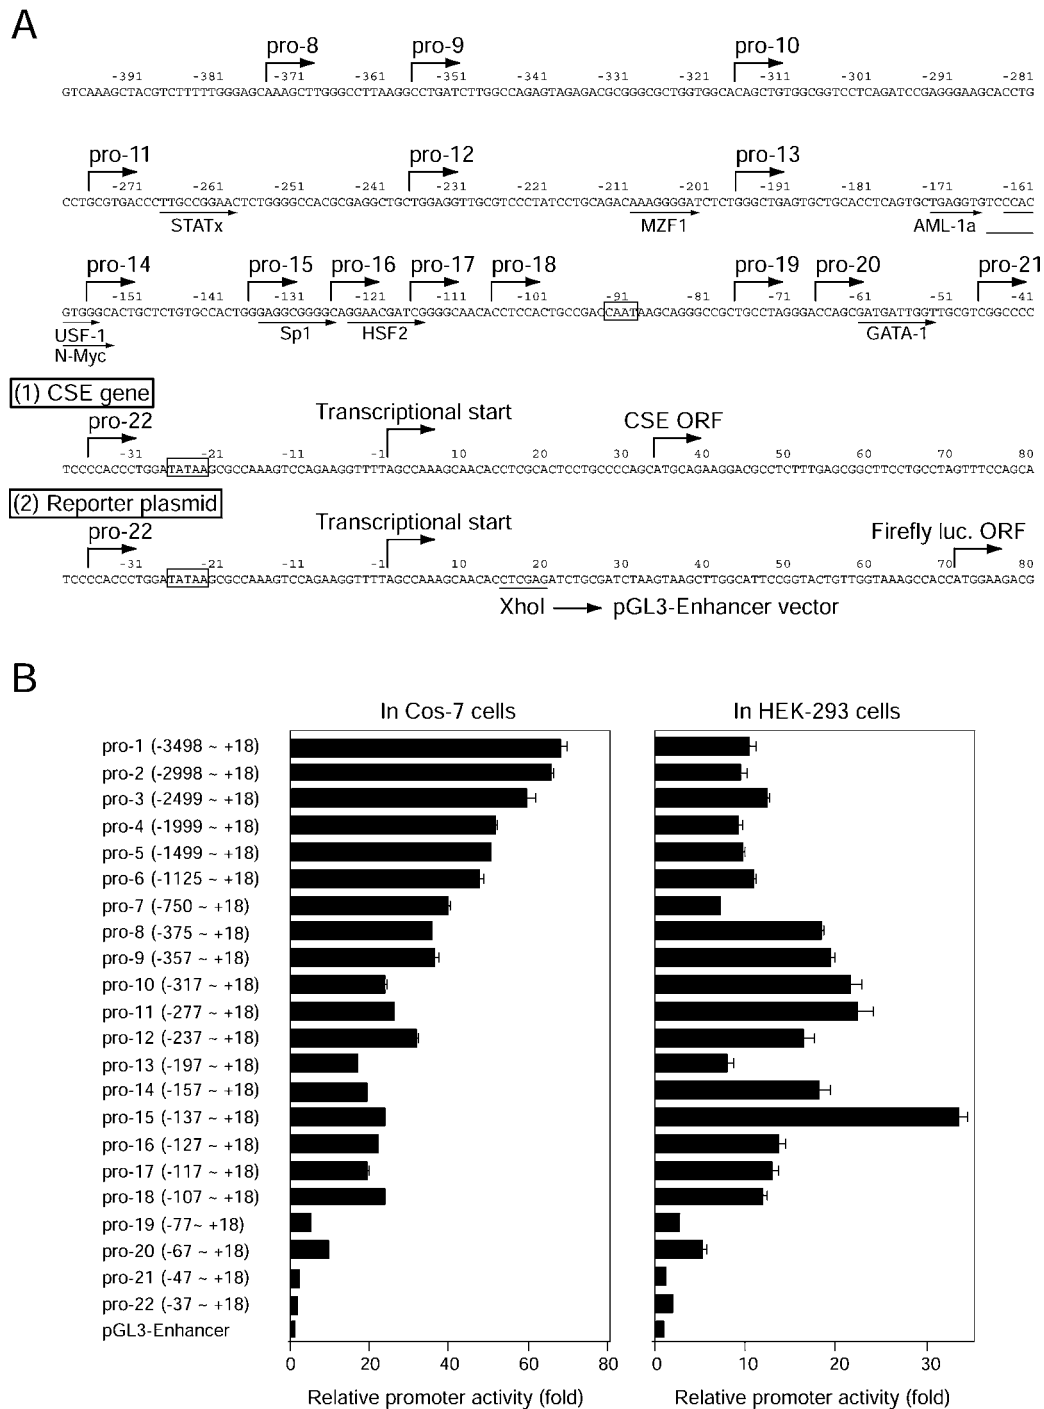 A
pro-8 pro-9 pro-10
-391 -381 -371 -361 -351 -341 -331 -321 -311 -301 -291 -281
GTCAAAGCTACGTCTTTTTGGGAGCAAAGCTTGGGCCTTAAGGCCTGATCTTGGCCAGAGTAGAGACGCGGGCGCTGGTGGCACAGCTGTGGCGGTCCTCAGATCCGAGGGAAGCACCTG
pro-11 pro-12 pro-13
-271 -261 -251 -241 -231 -221 -211 -201 -191 -181 -171 -161
CCTGCGTGACCCTTGCCGGAACTCTGGGGCCACGCGAGGCTGCTGGAGGTTGCGTCCCTATCCTGCAGACAAAGGGGATCTCTGGGCTGAGTGCTGCACCTCAGTGCTGAGGTGTCCCAC
STATx MZF1 AML-1a
pro-14 pro-15 pro-16 pro-17 pro-18 pro-19 pro-20 pro-21
-151 -141 -131 -121 -111 -101 -91 -81 -71 -61 -51 -41
GTGGGCACTGCTCTGTGCCACTGGGAGGCGGGGCAGGAACGATCGGGGCAACACCTCCACTGCCGACCAATAAGCAGGGCCGCTGCCTAGGGACCAGCGATGATTGGTTGCGTCGGCCCC
USF-1 Sp1 HSF2 GATA-1
N-Myc
(1) CSE gene
pro-22 Transcriptional start CSE ORF
-31 -21 -11 -1 10 20 30 40 50 60 70 80
TCCCCACCCTGGATATAAGCGCCAAAGTCCAGAAGGTTTTAGCCAAAGCAACACCTCGCACTCCTGCCCCAGCATGCAGAAGGACGCCTCTTTGAGCGGCTTCCTGCCTAGTTTCCAGCA
(2) Reporter plasmid
pro-22 Transcriptional start Firefly luc. ORF
-31 -21 -11 -1 10 20 30 40 50 60 70 80
TCCCCACCCTGGATATAAGCGCCAAAGTCCAGAAGGTTTTAGCCAAAGCAACACCTCGAGATCTGCGATCTAAGTAAGCTTGGCATTCCGGTACTGTTGGTAAAGCCACCATGGAAGACG
XhoI pGL3-Enhancer vector
B
In Cos-7 cells In HEK-293 cells
pro-1 (-3498 ~ +18)
pro-2 (-2998 ~ +18)
pro-3 (-2499 ~ +18)
pro-4 (-1999 ~ +18)
pro-5 (-1499 ~ +18)
pro-6 (-1125 ~ +18)
pro-7 (-750 ~ +18)
pro-8 (-375 ~ +18)
pro-9 (-357 ~ +18)
pro-10 (-317 ~ +18)
pro-11 (-277 ~ +18)
pro-12 (-237 ~ +18)
pro-13 (-197 ~ +18)
pro-14 (-157 ~ +18)
pro-15 (-137 ~ +18)
pro-16 (-127 ~ +18)
pro-17 (-117 ~ +18)
pro-18 (-107 ~ +18)
pro-19 (-77~ +18)
pro-20 (-67 ~ +18)
pro-21 (-47 ~ +18)
pro-22 (-37 ~ +18)
pGL3-Enhancer
0 20 40 60 80 0 10 20 30
Relative promoter activity (fold) Relative promoter activity (fold)